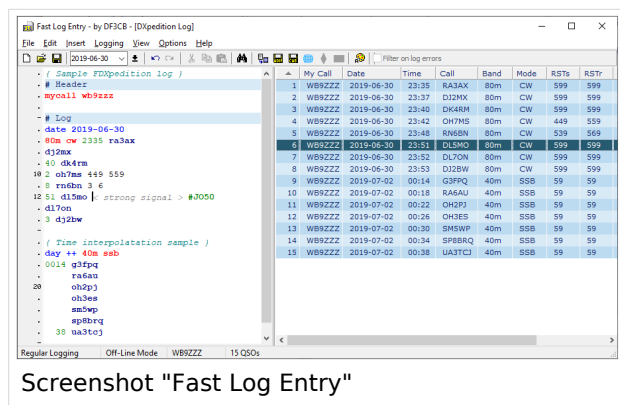 Fast Log Entry - by DF3CB - [DXpedition Log]
File Edit Insert Logging View Options Help
2019-06-30 Filter on log errors
( Sample FDXpedition log )
# Header
mycall wb9zzz
# Log
date 2019-06-30
80m cw 2335 ra3ax
dj2mx
40 dk4rm
10 2 oh7ms 449 559
8 rn6bn 3 6
12 51 dl5mo < strong signal > #JO50
dl7on
3 dj2bw
( Time interpolatation sample )
day ++ 40m ssb
0014 g3fpq
ra6au
20 oh2pj
oh3es
sm5wp
sp8brq
38 ua3tcj
My Call Date Time Call Band Mode RSTs RSTr
1 WB9ZZZ 2019-06-30 23:35 RA3AX 80m CW 599 599
2 WB9ZZZ 2019-06-30 23:37 DJ2MX 80m CW 599 599
3 WB9ZZZ 2019-06-30 23:40 DK4RM 80m CW 599 599
4 WB9ZZZ 2019-06-30 23:42 OH7MS 80m CW 449 559
5 WB9ZZZ 2019-06-30 23:48 RN6BN 80m CW 539 569
6 WB9ZZZ 2019-06-30 23:51 DL5MO 80m CW 599 599
7 WB9ZZZ 2019-06-30 23:52 DL7ON 80m CW 599 599
8 WB9ZZZ 2019-06-30 23:53 DJ2BW 80m CW 599 599
9 WB9ZZZ 2019-07-02 00:14 G3FPQ 40m SSB 59 59
10 WB9ZZZ 2019-07-02 00:18 RA6AU 40m SSB 59 59
11 WB9ZZZ 2019-07-02 00:22 OH2PJ 40m SSB 59 59
12 WB9ZZZ 2019-07-02 00:26 OH3ES 40m SSB 59 59
13 WB9ZZZ 2019-07-02 00:30 SM5WP 40m SSB 59 59
14 WB9ZZZ 2019-07-02 00:34 SP8BRQ 40m SSB 59 59
15 WB9ZZZ 2019-07-02 00:38 UA3TCJ 40m SSB 59 59
Regular Logging Off-Line Mode WB9ZZZ 15 QSOs
Screenshot "Fast Log Entry"